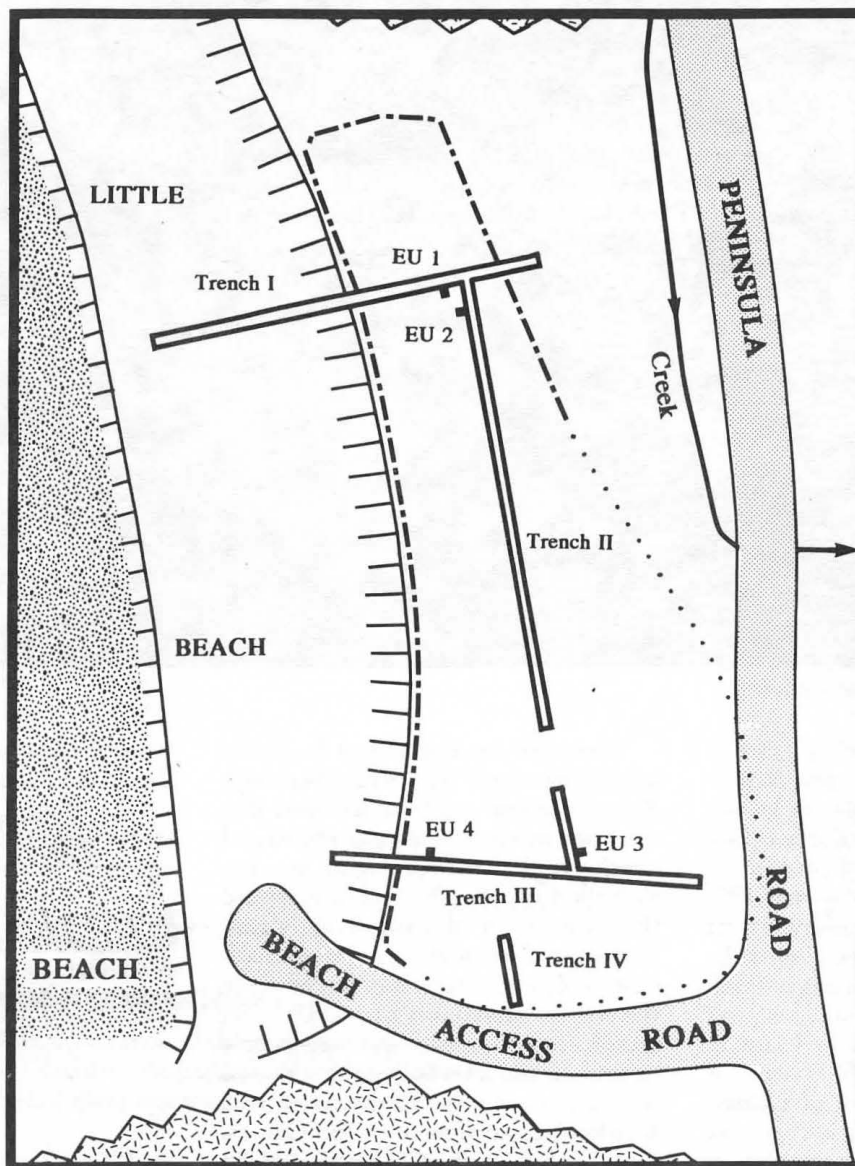 LITTLE
Trench I
EU 1
EU 2
PENINSULA
Creek
Trench II
BEACH
EU 4
EU 3
Trench III
ROAD
BEACH
BEACH
Trench IV
ACCESS
ROAD